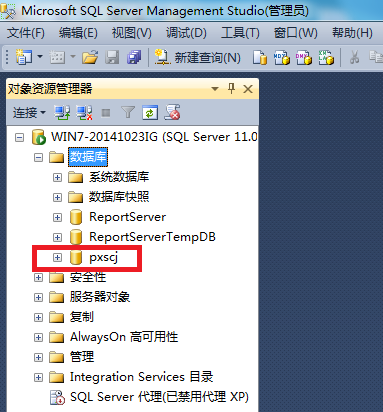 Microsoft SQL Server Management Studio(管理员)
文件(F) 编辑(E) 视图(V) 调试(D) 工具(T) 窗口(W)
新建查询(N)
MDX DMX
对象资源管理器
连接
WIN7-20141023IG (SQL Server 11.0
数据库
系统数据库
数据库快照
ReportServer
ReportServerTempDB
pxscj
安全性
服务器对象
复制
AlwaysOn 高可用性
管理
Integration Services 目录
SQL Server 代理(已禁用代理 XP)